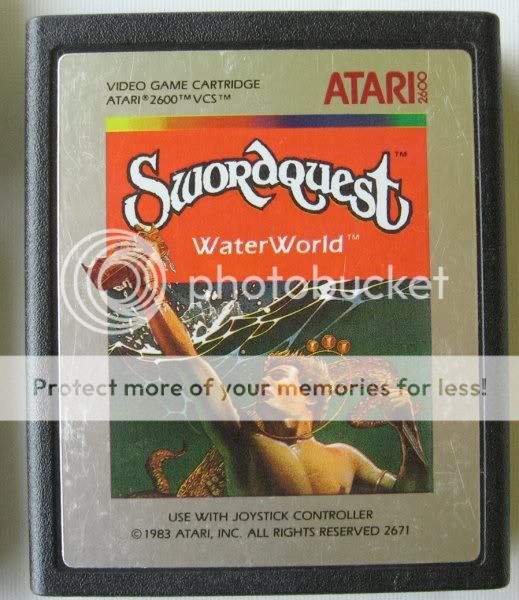 VIDEO GAME CARTRIDGE
ATARI® 2600™ VCS™
ATARI 2600
Swordquest™
WaterWorld™
photobucket
Protect more of your memories for less!
USE WITH JOYSTICK CONTROLLER
© 1983 ATARI, INC. ALL RIGHTS RESERVED 2671